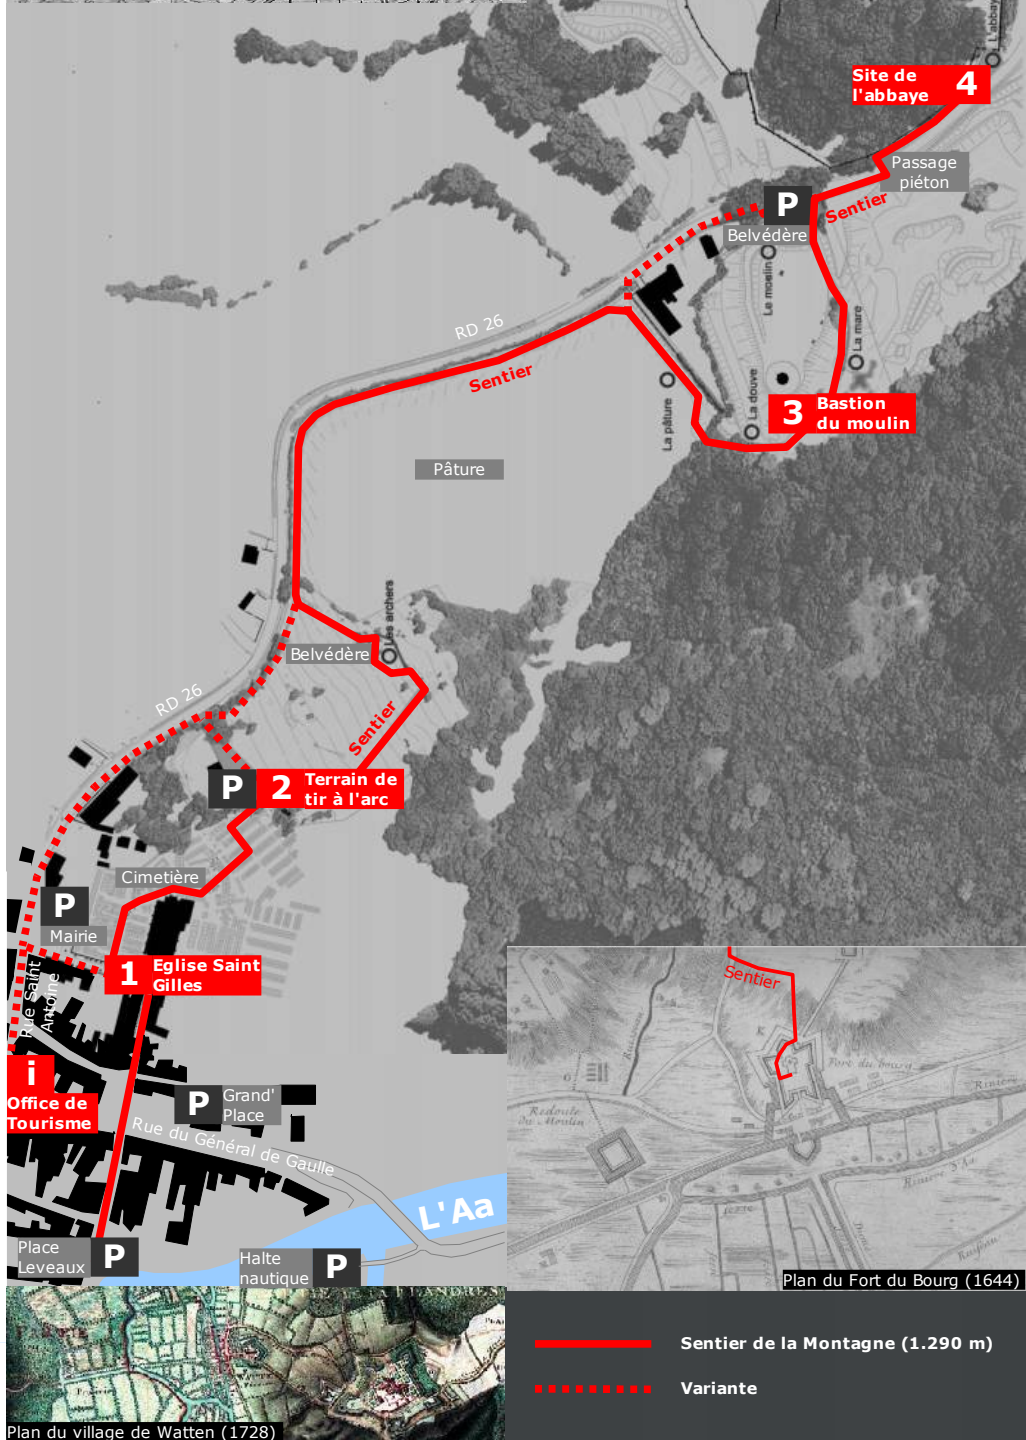 L'abbaye
Site de
l'abbaye
4
Passage
piéton
P
Sentier
Belvédère
Le moulin
RD 26
La mare
Sentier
La pâture
La douve
3
Bastion
du moulin
Pâture
Les archers
Belvédère
RD 26
Sentier
P
2
Terrain de
tir à l'arc
Cimetière
P
Mairie
1
Eglise Saint
Gilles
Rue Saint
Antoine
i
Office de
Tourisme
P
Grand'
Place
Rue du Général de Gaulle
L'Aa
Place
Leveaux
P
Halte
nautique
P
Sentier
K
Fort du bourg
Riviere
Redoute
du Moulin
G
Riviere
Plan du Fort du Bourg (1644)
Sentier de la Montagne (1.290 m)
Variante
Plan du village de Watten (1728)